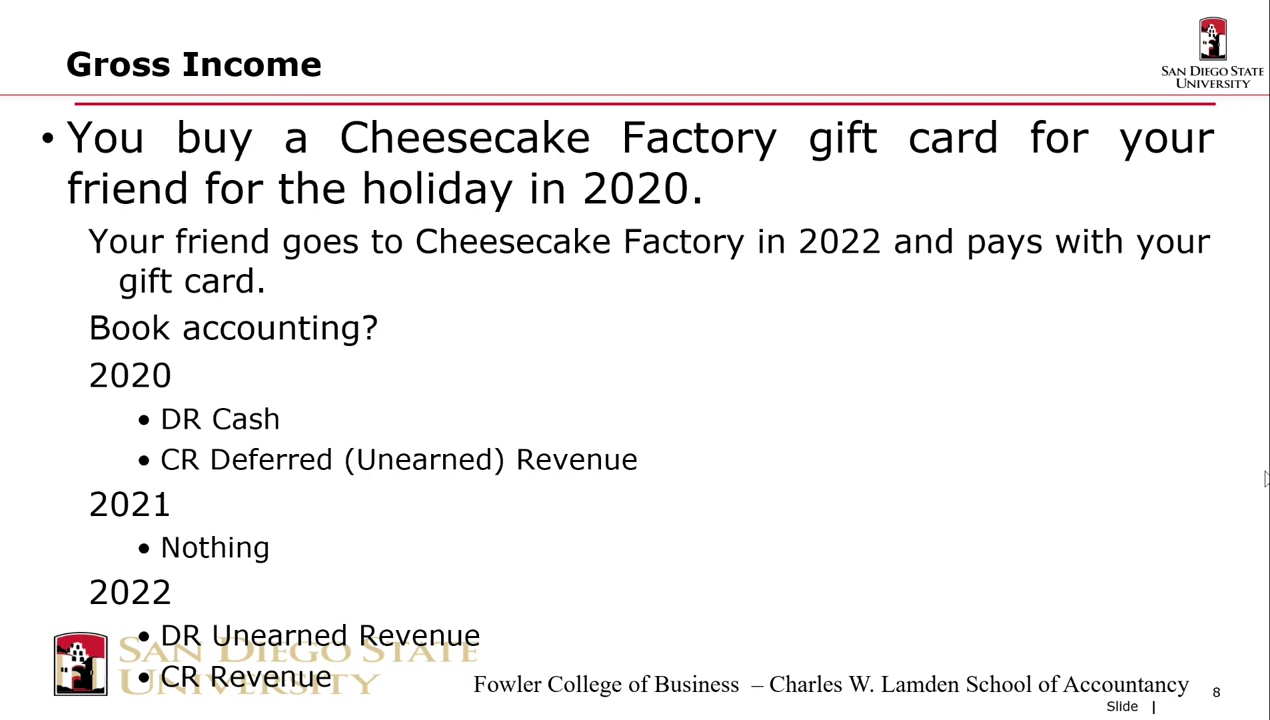 Gross Income
SAN DIEGO STATE
UNIVERSITY
• You buy a Cheesecake Factory gift card for your
friend for the holiday in 2020.
Your friend goes to Cheesecake Factory in 2022 and pays with your
gift card.
Book accounting?
2020
• DR Cash
• CR Deferred (Unearned) Revenue
2021
• Nothing
2022
• DR Unearned Revenue
• CR Revenue
SAN DIEGO STATE
UNIVERSITY
Fowler College of Business – Charles W. Lamden School of Accountancy
8
Slide |